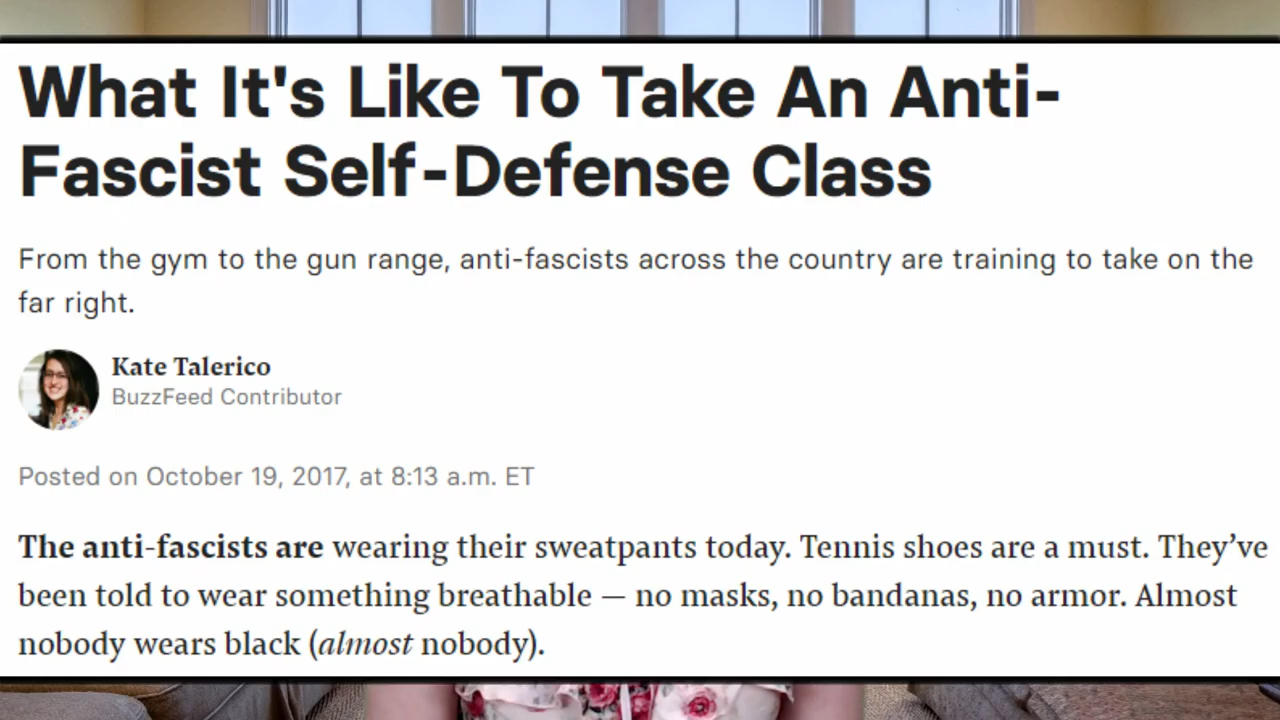 What It's Like To Take An Anti-
Fascist Self-Defense Class
From the gym to the gun range, anti-fascists across the country are training to take on the
far right.
Kate Talerico
BuzzFeed Contributor
Posted on October 19, 2017, at 8:13 a.m. ET
The anti-fascists are wearing their sweatpants today. Tennis shoes are a must. They’ve
been told to wear something breathable — no masks, no bandanas, no armor. Almost
nobody wears black (almost nobody).